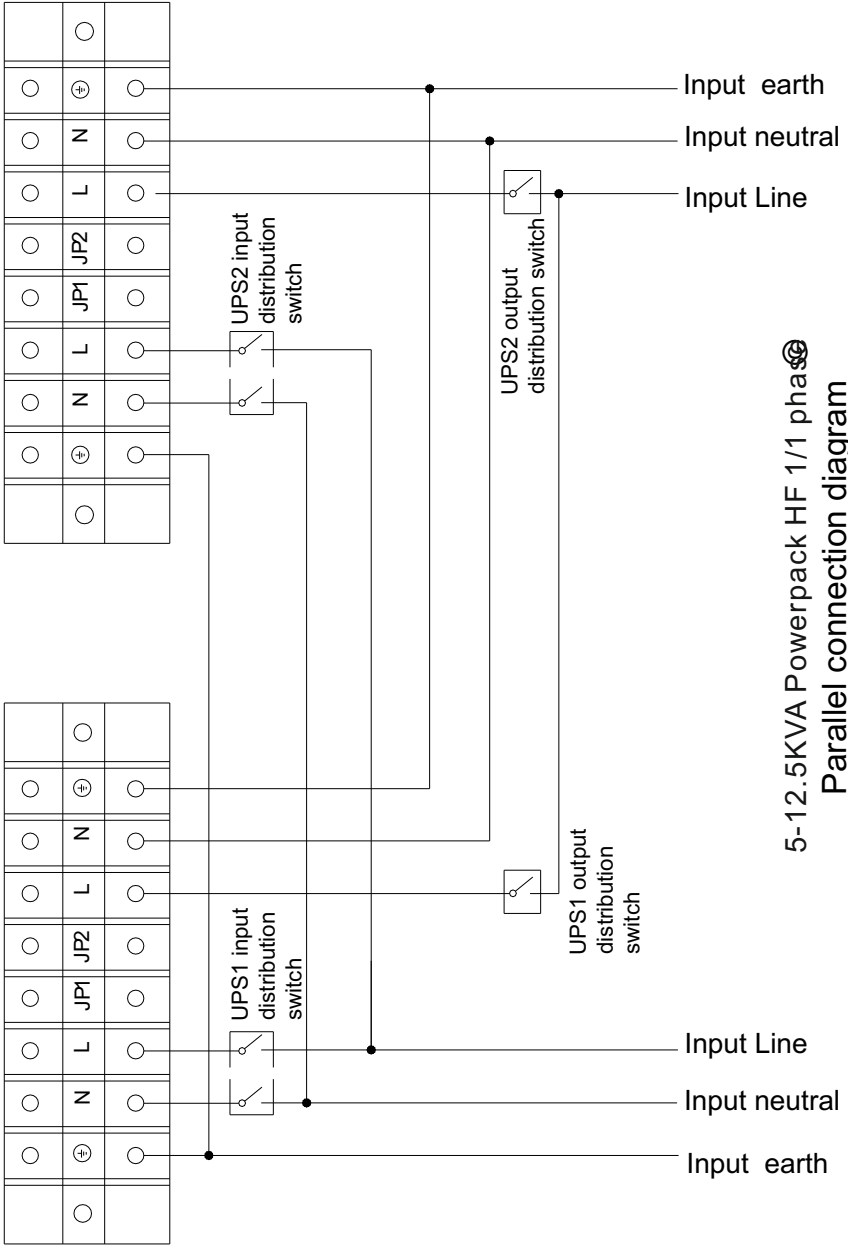 ⏚
N
L
JP2
JP1
L
N
⏚
Input earth
Input neutral
Input Line
UPS2 input
distribution
switch
UPS2 output
distribution switch
⏚
N
L
JP2
JP1
L
N
⏚
UPS1 input
distribution
switch
UPS1 output
distribution
switch
Input Line
Input neutral
Input earth
5-12.5KVA Powerpack HF 1/1 phase
Parallel connection diagram